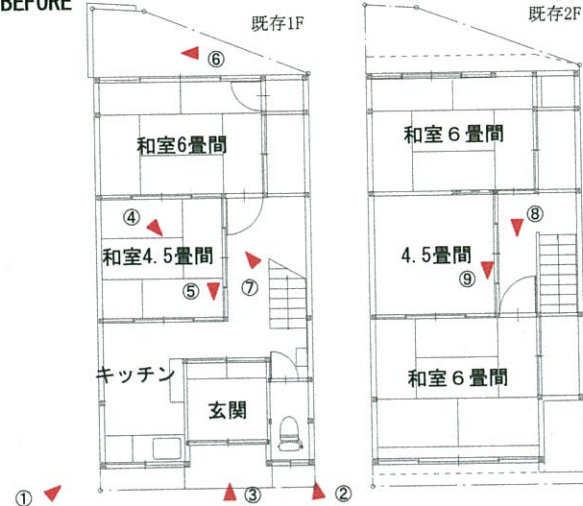 BEFORE
既存1F
既存2F
⑥
和室6畳間
和室６畳間
④
⑧
和室4.5畳間
4.5畳間
⑤
⑦
⑨
キッチン
玄関
和室６畳間
①
③
②